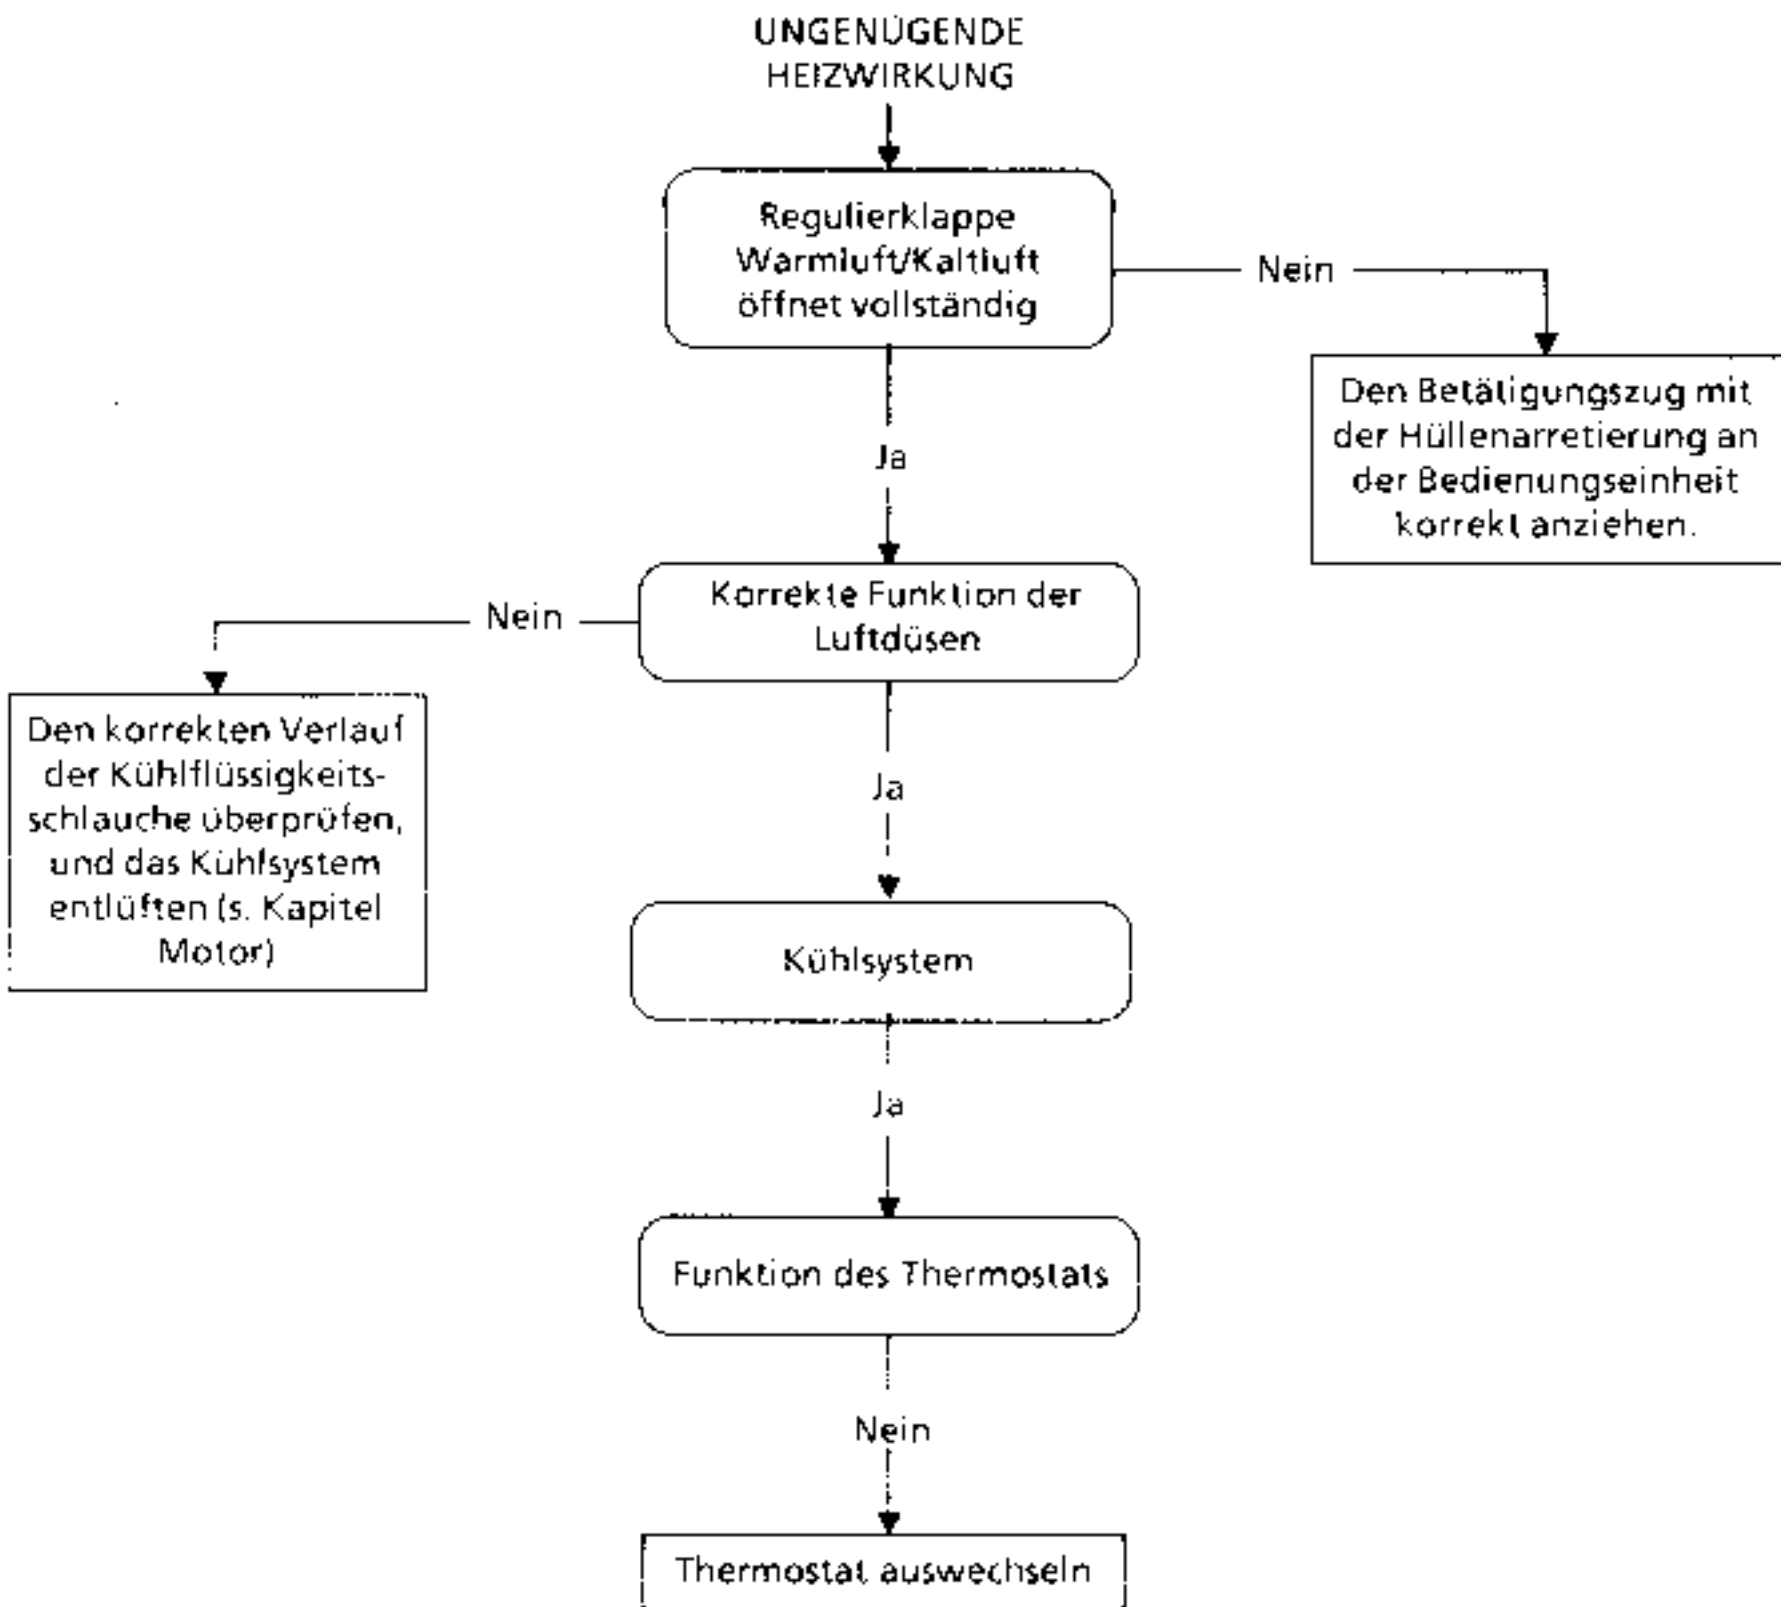 UNGENÜGENDE
HEIZWIRKUNG
Regulierklappe
Warmluft/Kaltluft
öffnet vollständig
Nein
Den Betätigungszug mit
der Hüllenarretierung an
der Bedienungseinheit
korrekt anziehen.
Ja
Korrekte Funktion der
Luftdüsen
Nein
Den korrekten Verlauf
der Kühlflüssigkeits-
schlauche überprüfen,
und das Kühlsystem
entlüften (s. Kapitel
Motor)
Ja
Kühlsystem
Ja
Funktion des Thermostats
Nein
Thermostat auswechseln